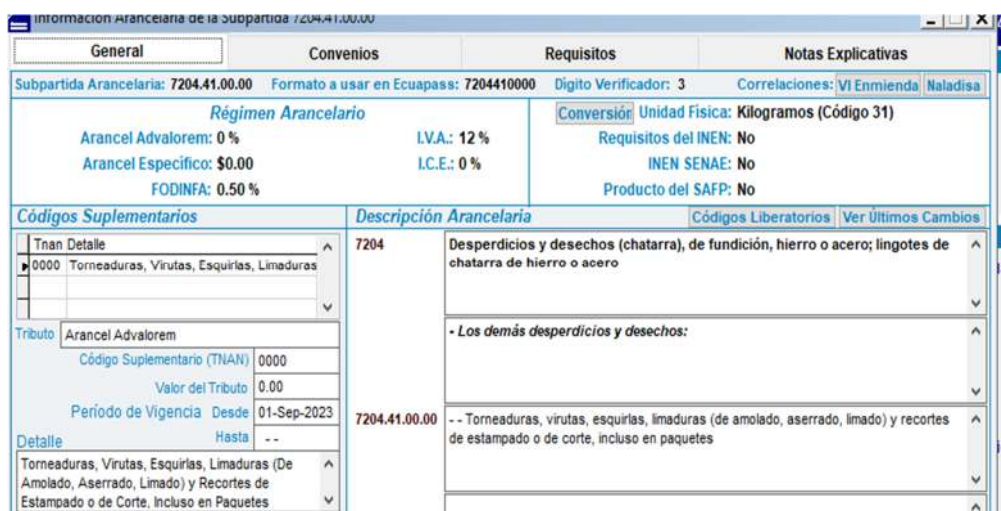 Información Arancelaria de la Subpartida 7204.41.00.00
General
Convenios
Requisitos
Notas Explicativas
Subpartida Arancelaria: 7204.41.00.00 Formato a usar en Ecuapass: 7204410000 Dígito Verificador: 3 Correlaciones: VI Enmienda Naladisa
Régimen Arancelario
Arancel Advalorem: 0 % I.V.A.: 12 %
Arancel Específico: $0.00 I.C.E.: 0 %
FODINFA: 0.50 %
Conversión Unidad Física: Kilogramos (Código 31)
Requisitos del INEN: No
INEN SENAE: No
Producto del SAFP: No
Códigos Suplementarios
Tnan Detalle
0000 Torneaduras, Virutas, Esquirlas, Limaduras
Tributo Arancel Advalorem
Código Suplementario (TNAN) 0000
Valor del Tributo 0.00
Período de Vigencia Desde 01-Sep-2023
Hasta - -
Detalle
Torneaduras, Virutas, Esquirlas, Limaduras (De
Amolado, Aserrado, Limado) y Recortes de
Estampado o de Corte, Incluso en Paquetes
Descripción Arancelaria
Códigos Liberatorios Ver Últimos Cambios
7204 Desperdicios y desechos (chatarra), de fundición, hierro o acero; lingotes de
chatarra de hierro o acero
- Los demás desperdicios y desechos:
7204.41.00.00 - - Torneaduras, virutas, esquirlas, limaduras (de amolado, aserrado, limado) y recortes
de estampado o de corte, incluso en paquetes